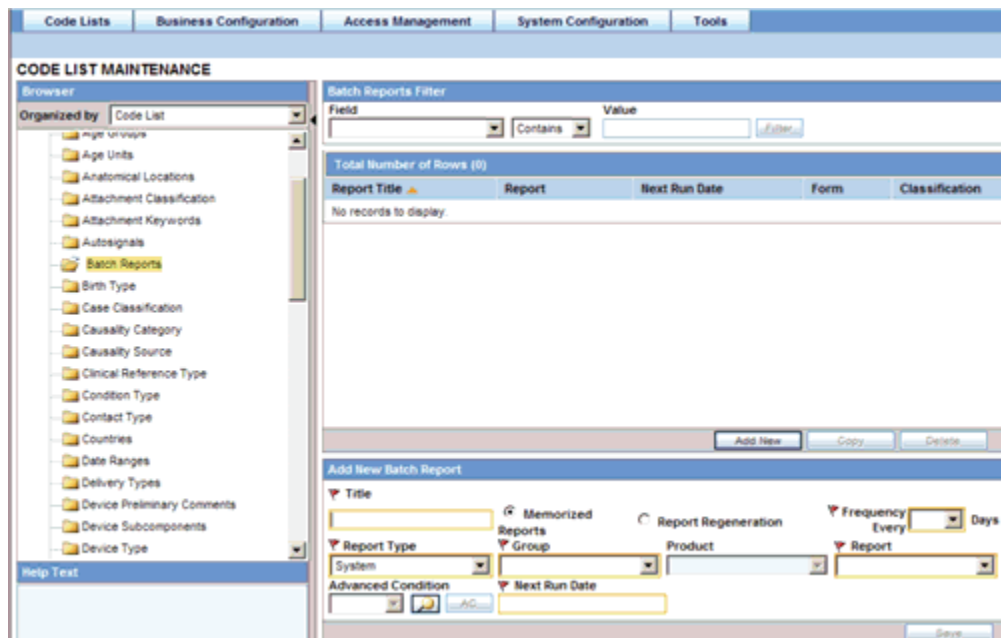 Code Lists Business Configuration Access Management System Configuration Tools
CODE LIST MAINTENANCE
Browser
Organized by Code List
Age Groups
Age Units
Anatomical Locations
Attachment Classification
Attachment Keywords
Autosignals
Batch Reports
Birth Type
Case Classification
Causality Category
Causality Source
Clinical Reference Type
Condition Type
Contact Type
Countries
Date Ranges
Delivery Types
Device Preliminary Comments
Device Subcomponents
Device Type
Help Text
Batch Reports Filter
Field Value
Contains Filter
Total Number of Rows (0)
Report Title Report Next Run Date Form Classification
No records to display.
Add New Copy Delete
Add New Batch Report
Title
Memorized Reports Report Regeneration Frequency Every Days
Report Type Group Product Report
System
Advanced Condition Next Run Date
AC
Save